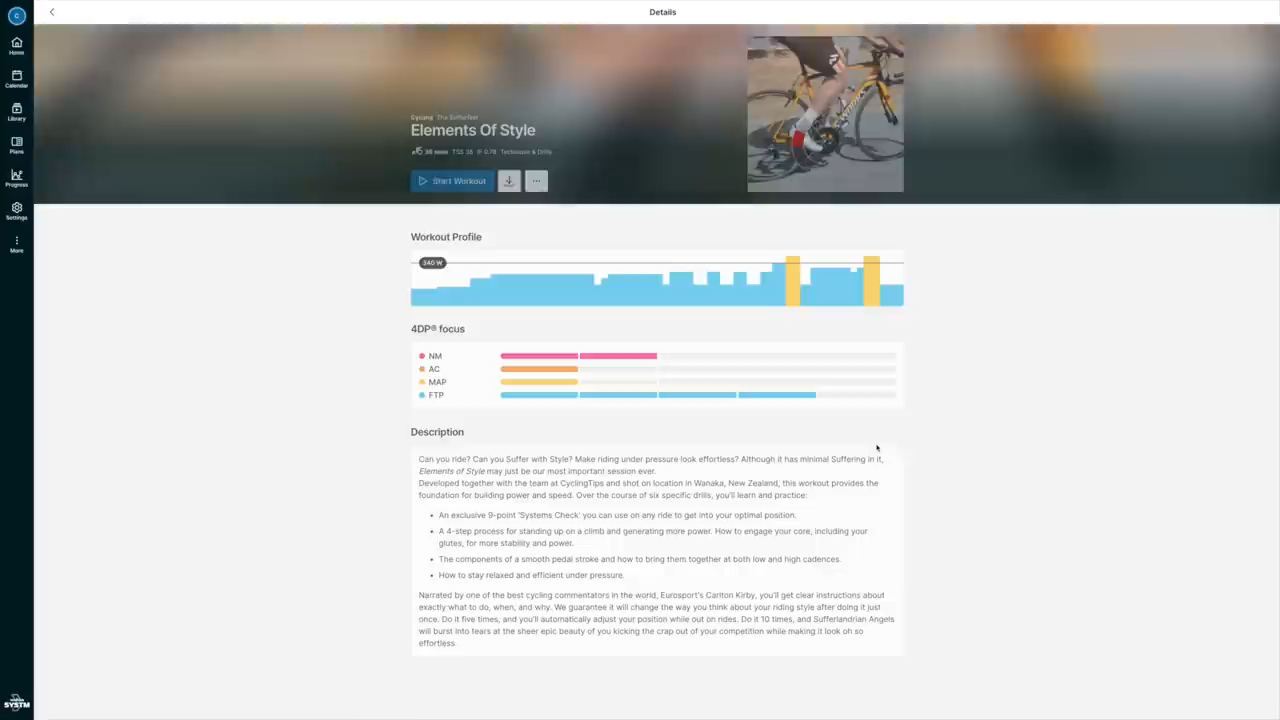 Details
C
Home
Calendar
Library
Plans
Progress
Settings
More
SYSTM
Cycling The Sufferfest
Elements Of Style
TSS 35 IF 0.78 Technique & Drills
Start Workout
Workout Profile
340 W
4DP® focus
NM
AC
MAP
FTP
Description
Can you ride? Can you Suffer with Style? Make riding under pressure look effortless? Although it has minimal Suffering in it,
Elements of Style may just be our most important session ever.
Developed together with the team at CyclingTips and shot on location in Wanaka, New Zealand, this workout provides the
foundation for building power and speed. Over the course of six specific drills, you'll learn and practice:
• An exclusive 9-point 'Systems Check' you can use on any ride to get into your optimal position.
• A 4-step process for standing up on a climb and generating more power. How to engage your core, including your
glutes, for more stability and power.
• The components of a smooth pedal stroke and how to bring them together at both low and high cadences.
• How to stay relaxed and efficient under pressure.
Narrated by one of the best cycling commentators in the world, Eurosport's Carlton Kirby, you'll get clear instructions about
exactly what to do, when, and why. We guarantee it will change the way you think about your riding style after doing it just
once. Do it five times, and you'll automatically adjust your position while out on rides. Do it 10 times, and Sufferlandrian Angels
will burst into tears at the sheer epic beauty of you kicking the crap out of your competition while making it look oh so
effortless.